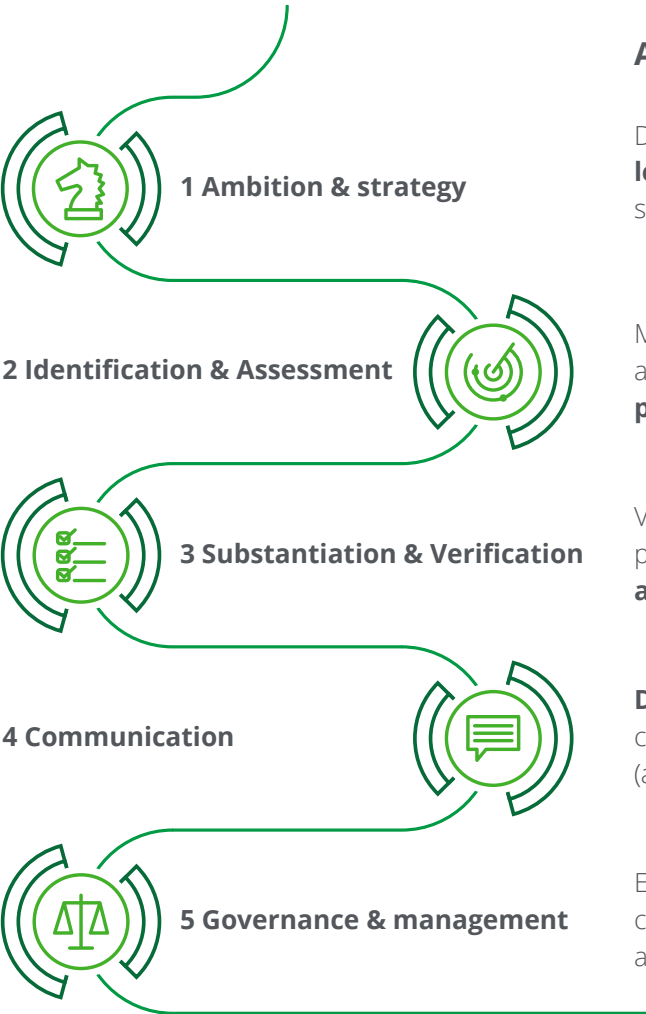 1 Ambition & strategy
2 Identification & Assessment
3 Substantiation & Verification
4 Communication
5 Governance & management